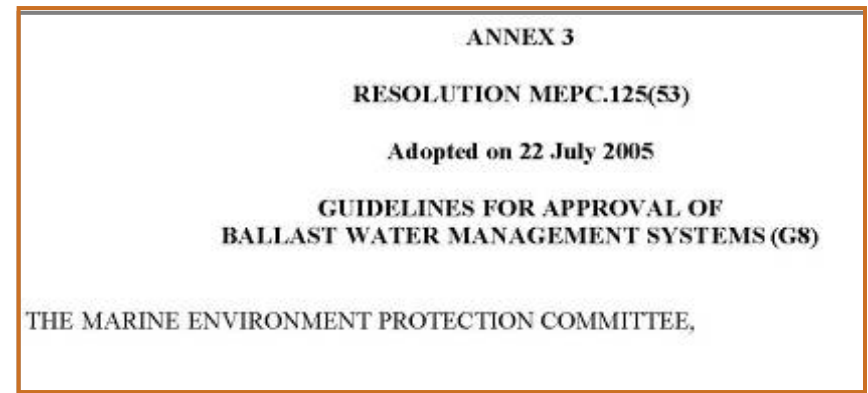 ANNEX 3
RESOLUTION MEPC.125(53)
Adopted on 22 July 2005
GUIDELINES FOR APPROVAL OF
BALLAST WATER MANAGEMENT SYSTEMS (G8)
THE MARINE ENVIRONMENT PROTECTION COMMITTEE,